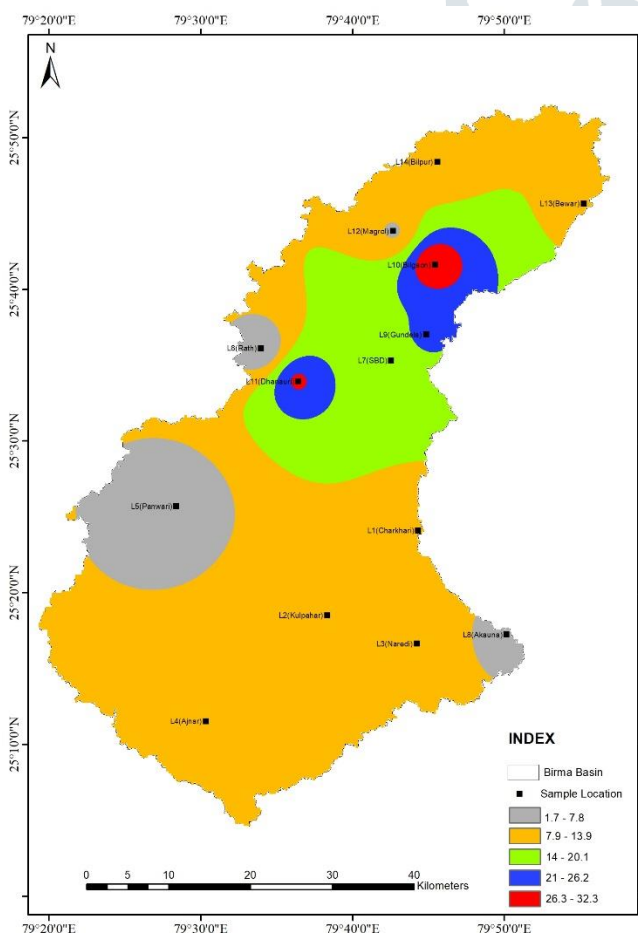 79°20'0"E 79°30'0"E 79°40'0"E 79°50'0"E
N
25°50'0"N
L14(Bilpur)
L13(Bewar)
L12(Magrol)
L10(Bilgaon)
25°40'0"N
L9(Gundela)
L8(Rath)
L7(SBD)
L11(Dhanauri)
25°30'0"N
L5(Panwari)
L1(Charkhari)
25°20'0"N
L2(Kulpahar)
L8(Akauna)
L3(Naredi)
L4(Ajnar)
25°10'0"N
INDEX
Birma Basin
Sample Location
1.7 - 7.8
7.9 - 13.9
14 - 20.1
21 - 26.2
26.3 - 32.3
0 5 10 20 30 40
Kilometers
79°20'0"E 79°30'0"E 79°40'0"E 79°50'0"E